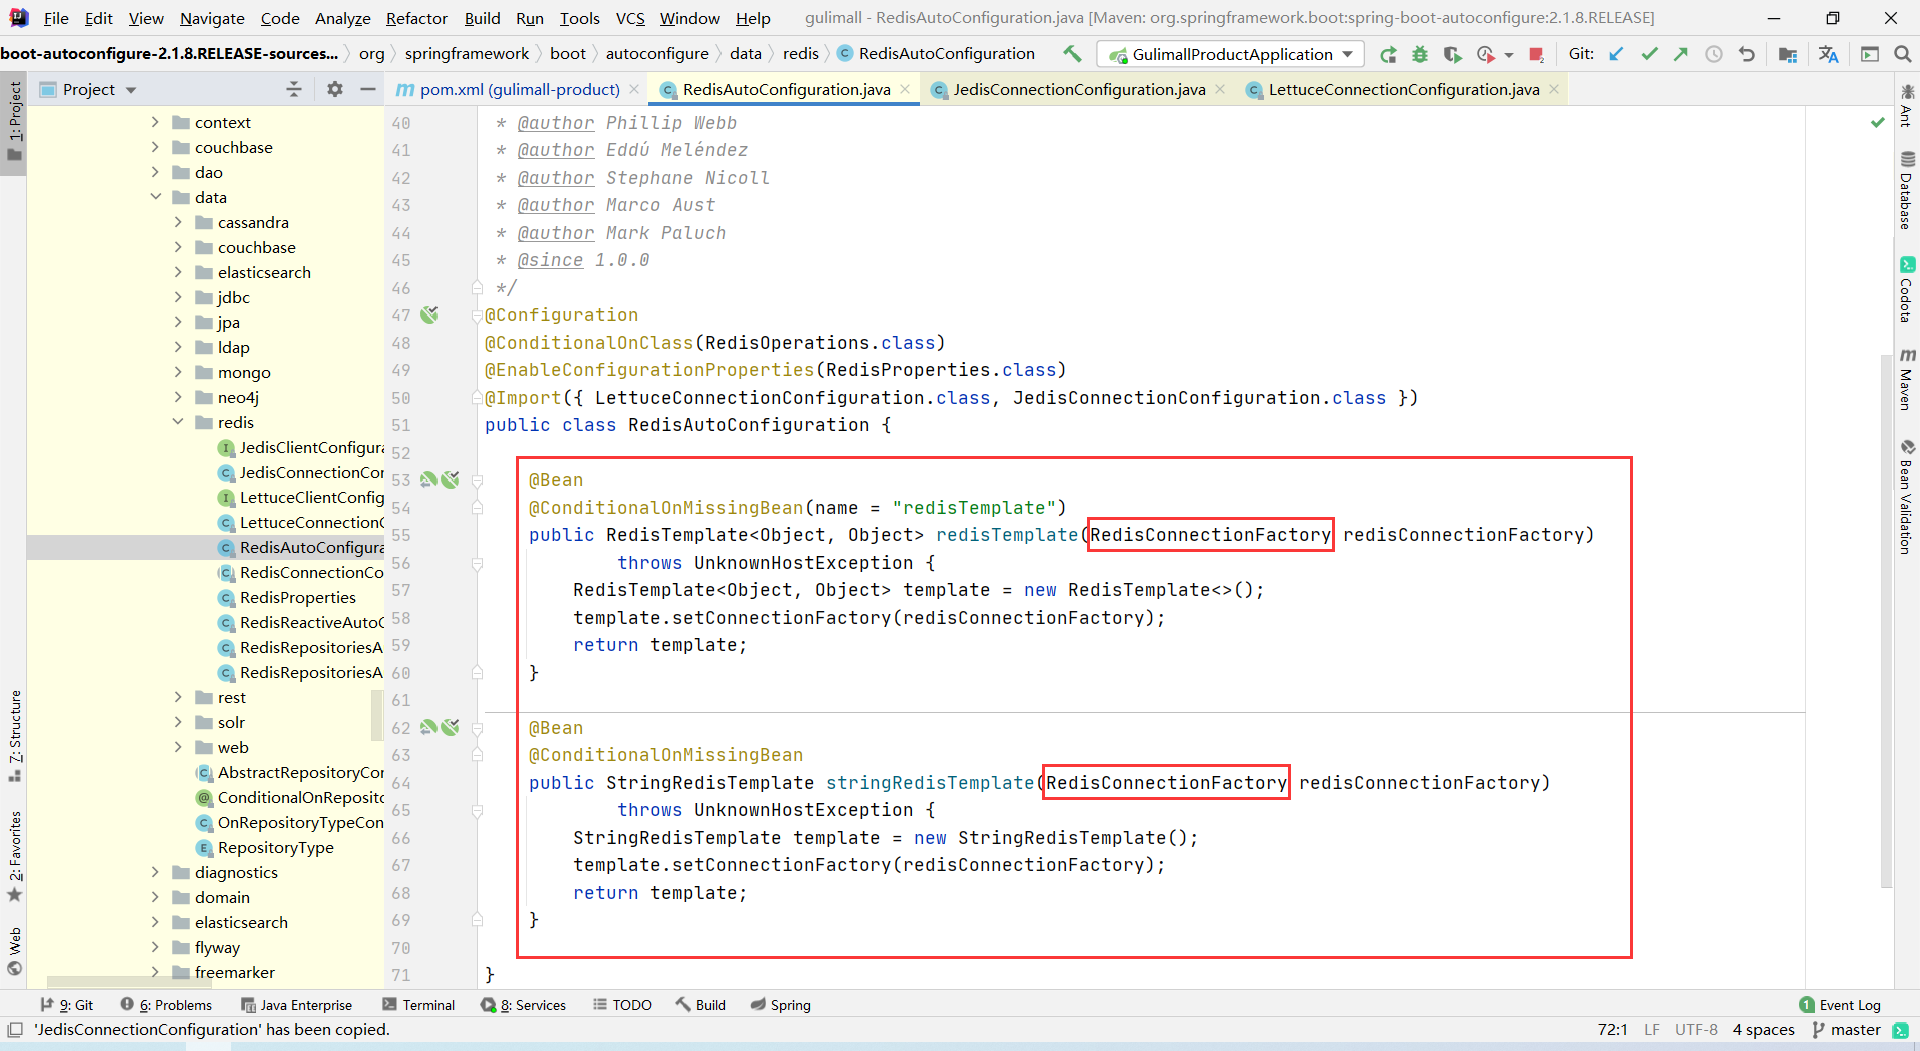 File Edit View Navigate Code Analyze Refactor Build Run Tools VCS Window Help gulimall - RedisAutoConfiguration.java [Maven: org.springframework.boot:spring-boot-autoconfigure:2.1.8.RELEASE]
boot-autoconfigure-2.1.8.RELEASE-sources... org springframework boot autoconfigure data redis RedisAutoConfiguration GulimallProductApplication Git:
Project pom.xml (gulimall-product) RedisAutoConfiguration.java JedisConnectionConfiguration.java LettuceConnectionConfiguration.java
1: Project
7: Structure
2: Favorites
Web
context
couchbase
dao
data
cassandra
couchbase
elasticsearch
jdbc
jpa
ldap
mongo
neo4j
redis
JedisClientConfigura
JedisConnectionCor
LettuceClientConfig
LettuceConnectionC
RedisAutoConfigura
RedisConnectionCo
RedisProperties
RedisReactiveAutoC
RedisRepositoriesA
RedisRepositoriesA
rest
solr
web
AbstractRepositoryCor
ConditionalOnReposito
OnRepositoryTypeCon
RepositoryType
diagnostics
domain
elasticsearch
flyway
freemarker
40 * @author Phillip Webb
41 * @author Eddú Meléndez
42 * @author Stephane Nicoll
43 * @author Marco Aust
44 * @author Mark Paluch
45 * @since 1.0.0
46 */
47 @Configuration
48 @ConditionalOnClass(RedisOperations.class)
49 @EnableConfigurationProperties(RedisProperties.class)
50 @Import({ LettuceConnectionConfiguration.class, JedisConnectionConfiguration.class })
51 public class RedisAutoConfiguration {
52
53 @Bean
54 @ConditionalOnMissingBean(name = "redisTemplate")
55 public RedisTemplate<Object, Object> redisTemplate(RedisConnectionFactory redisConnectionFactory)
56 throws UnknownHostException {
57 RedisTemplate<Object, Object> template = new RedisTemplate<>();
58 template.setConnectionFactory(redisConnectionFactory);
59 return template;
60 }
61
62 @Bean
63 @ConditionalOnMissingBean
64 public StringRedisTemplate stringRedisTemplate(RedisConnectionFactory redisConnectionFactory)
65 throws UnknownHostException {
66 StringRedisTemplate template = new StringRedisTemplate();
67 template.setConnectionFactory(redisConnectionFactory);
68 return template;
69 }
70
71 }
Ant
Database
Codota
Maven
Bean Validation
9: Git 6: Problems Java Enterprise Terminal 8: Services TODO Build Spring 1 Event Log
'JedisConnectionConfiguration' has been copied. 72:1 LF UTF-8 4 spaces master